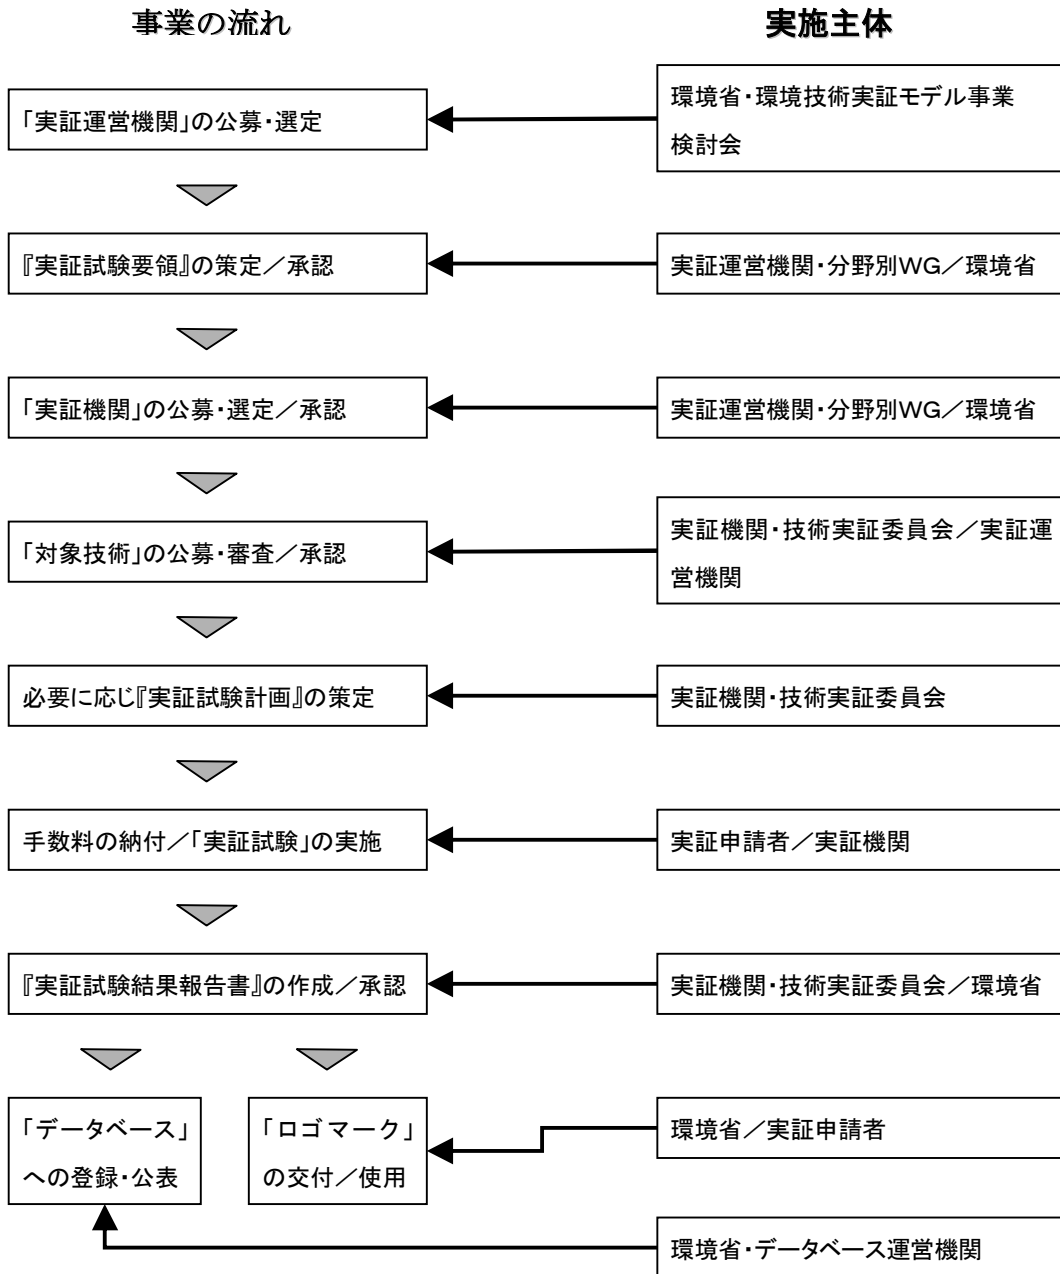 事業の流れ
実施主体
「実証運営機関」の公募・選定
環境省・環境技術実証モデル事業
検討会
『実証試験要領』の策定／承認
実証運営機関・分野別WG／環境省
「実証機関」の公募・選定／承認
実証運営機関・分野別WG／環境省
「対象技術」の公募・審査／承認
実証機関・技術実証委員会／実証運
営機関
必要に応じ『実証試験計画』の策定
実証機関・技術実証委員会
手数料の納付／「実証試験」の実施
実証申請者／実証機関
『実証試験結果報告書』の作成／承認
実証機関・技術実証委員会／環境省
「データベース」
への登録・公表
「ロゴマーク」
の交付／使用
環境省／実証申請者
環境省・データベース運営機関